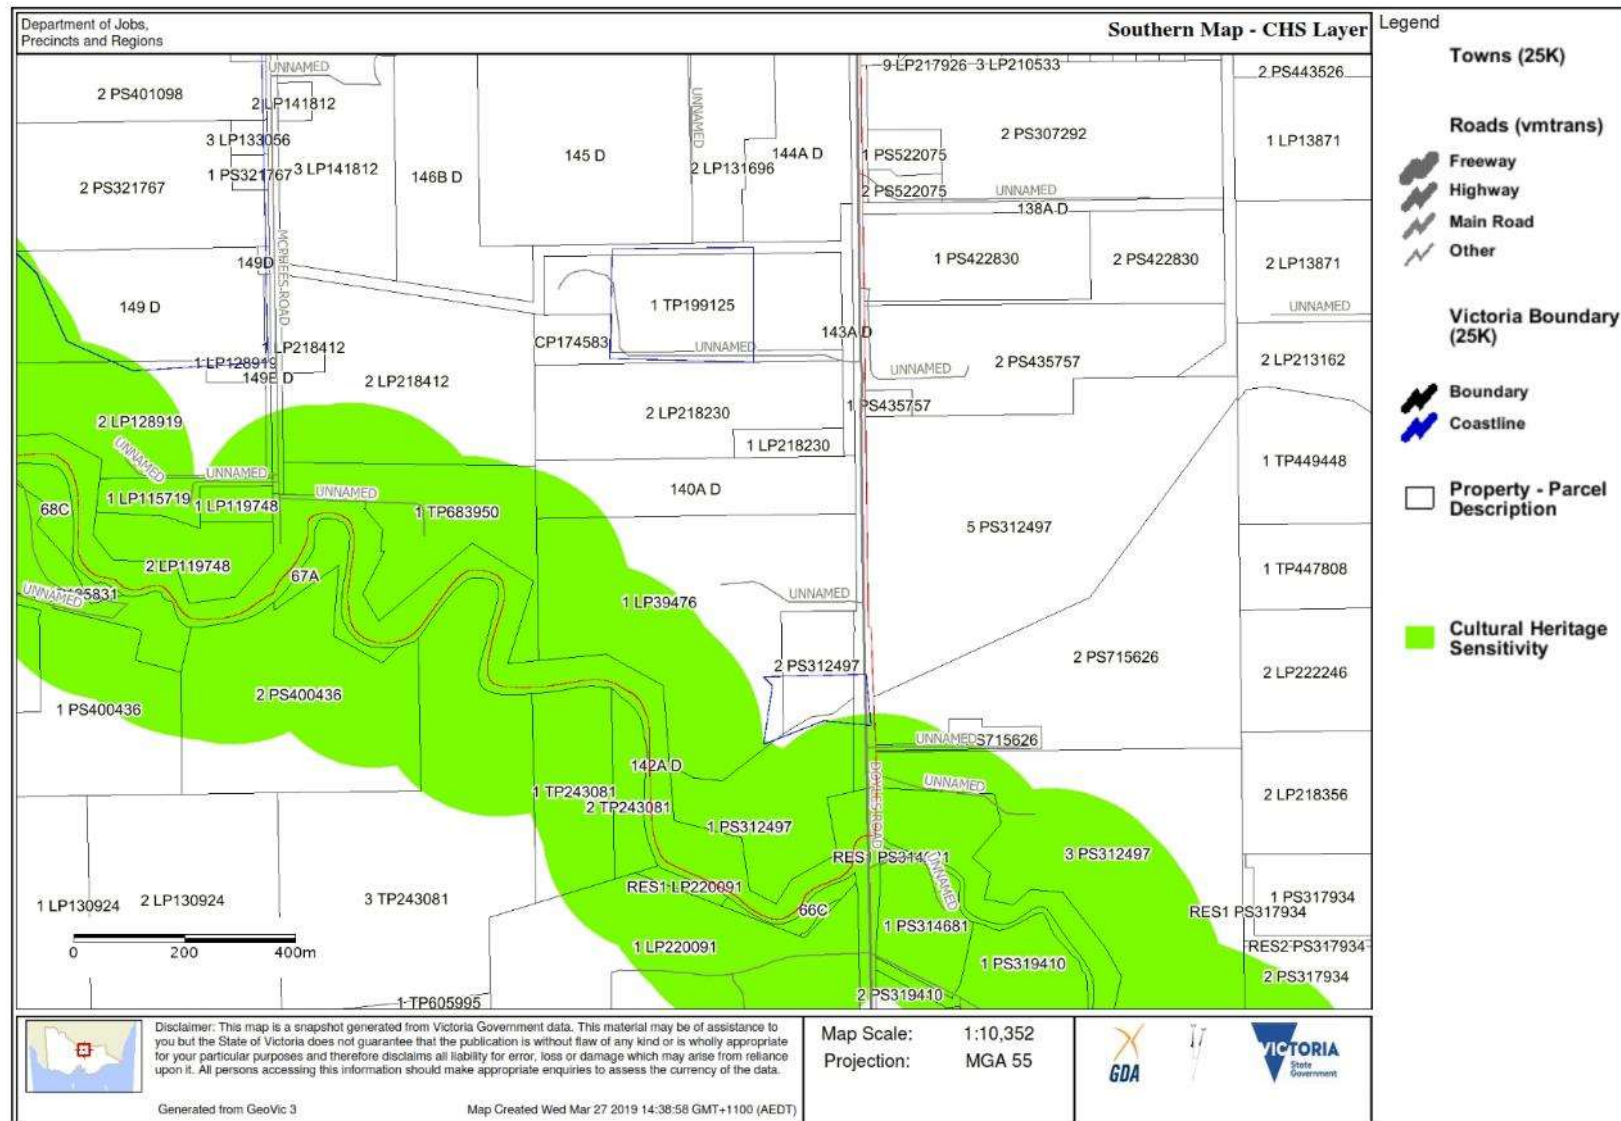 Department of Jobs,
Precincts and Regions
Southern Map - CHS Layer
Legend
Towns (25K)
Roads (vmtrans)
Freeway
Highway
Main Road
Other
Victoria Boundary
(25K)
Boundary
Coastline
Property - Parcel
Description
Cultural Heritage
Sensitivity
UNNAMED
9 LP217926
3 LP210533
2 PS443526
2 PS401098
2 LP141812
UNNAMED
2 PS307292
1 LP13871
3 LP133056
145 D
144A D
1 PS522075
3 LP141812
146B D
2 LP131696
1 PS321767
2 PS321767
2 PS522075
UNNAMED
138A D
MCPHEES ROAD
149D
1 PS422830
2 PS422830
2 LP13871
149 D
1 TP199125
UNNAMED
143A D
CP174583
UNNAMED
LP218412
1 LP128919
149E D
2 LP218412
UNNAMED
2 PS435757
2 LP213162
1 PS435757
2 LP218230
1 LP218230
2 LP128919
UNNAMED
UNNAMED
1 TP449448
140A D
1 LP115719
1 LP119748
UNNAMED
1 TP683950
68C
5 PS312497
2 LP119748
67A
1 TP447808
UNNAMED
UNNAMED
1 LP39476
2 PS312497
2 PS715626
2 LP222246
2 PS400436
1 PS400436
UNNAMED
S715626
142A D
UNNAMED
1 TP243081
2 TP243081
2 LP218356
1 PS312497
3 PS312497
UNNAMED
RES1 LP220091
1 LP130924
2 LP130924
3 TP243081
66C
1 PS317934
RES1 PS317934
1 PS314681
1 LP220091
RES2 PS317934
1 PS319410
2 PS317934
2 PS319410
1 TP605995
0 200 400m
Disclaimer: This map is a snapshot generated from Victoria Government data. This material may be of assistance to
you but the State of Victoria does not guarantee that the publication is without flaw of any kind or is wholly appropriate
for your particular purposes and therefore disclaims all liability for error, loss or damage which may arise from reliance
upon it. All persons accessing this information should make appropriate enquiries to assess the currency of the data.
Generated from GeoVic 3
Map Created Wed Mar 27 2019 14:38:58 GMT+1100 (AEDT)
Map Scale: 1:10,352
Projection: MGA 55
GDA
VICTORIA
State
Government